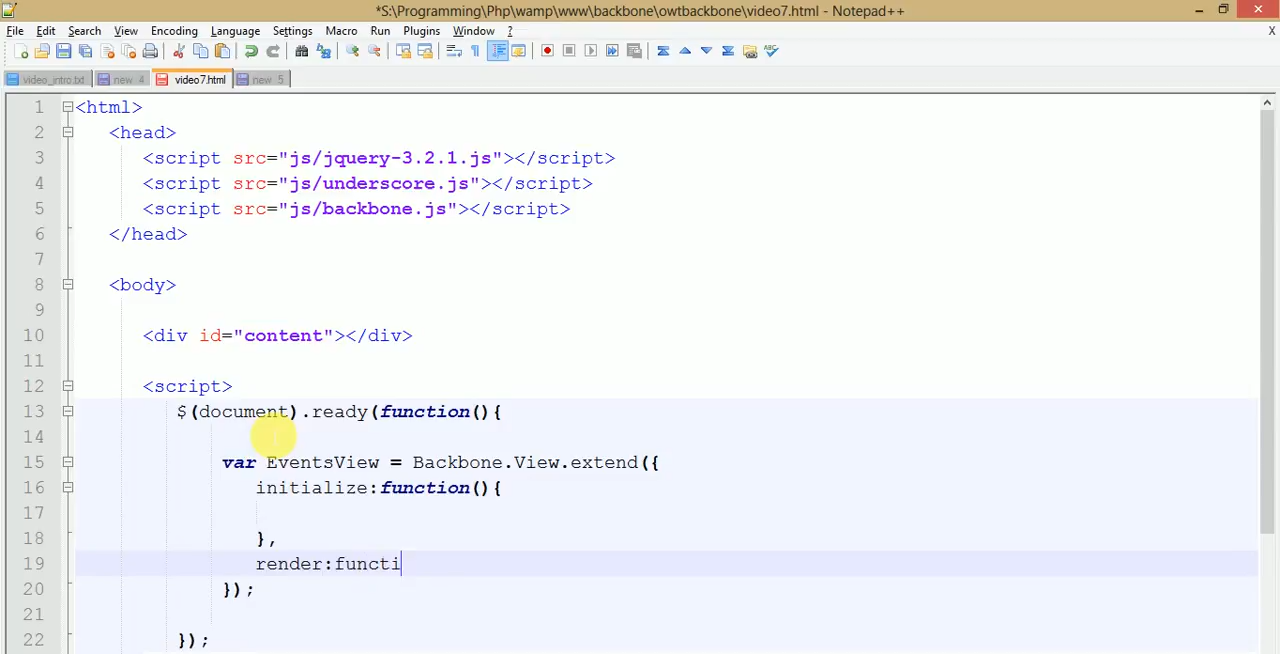 *S:\Programming\Php\wamp\www\backbone\owtbackbone\video7.html - Notepad++
File Edit Search View Encoding Language Settings Macro Run Plugins Window ? X
video_intro.txt new 4 video7.html new 5
1 <html>
2 <head>
3 <script src="js/jquery-3.2.1.js"></script>
4 <script src="js/underscore.js"></script>
5 <script src="js/backbone.js"></script>
6 </head>
7
8 <body>
9
10 <div id="content"></div>
11
12 <script>
13 $(document).ready(function(){
14
15 var EventsView = Backbone.View.extend({
16 initialize:function(){
17
18 },
19 render:functi
20 });
21
22 });